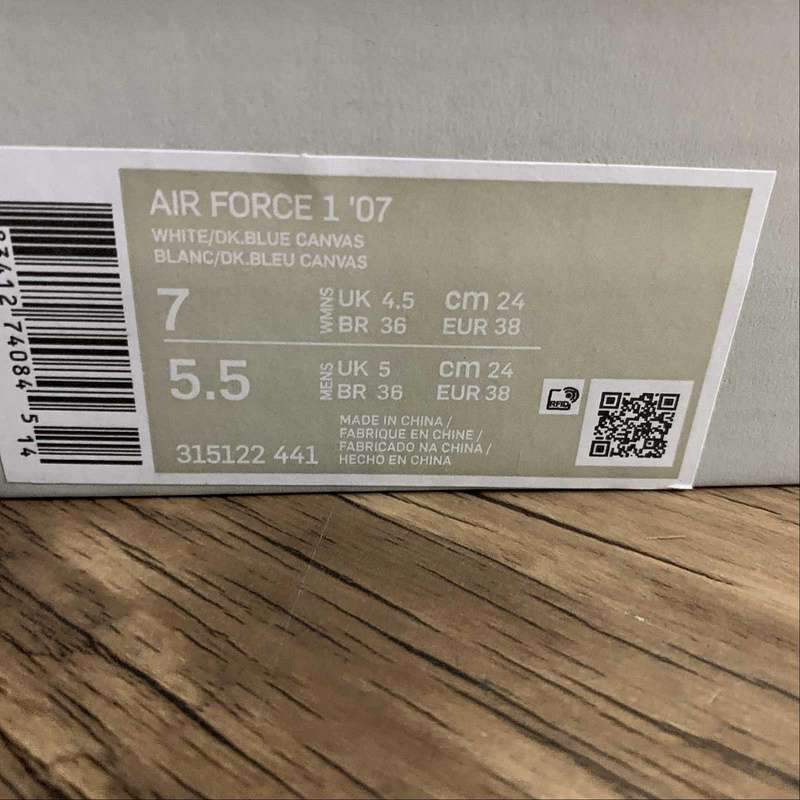 AIR FORCE 1 '07
WHITE/DK.BLUE CANVAS
BLANC/DK.BLEU CANVAS
7 WMNS UK 4.5 cm 24
BR 36 EUR 38
5.5 MENS UK 5 cm 24
BR 36 EUR 38
315122 441
MADE IN CHINA /
FABRIQUE EN CHINE /
FABRICADO NA CHINA /
HECHO EN CHINA
RFID
74084 514